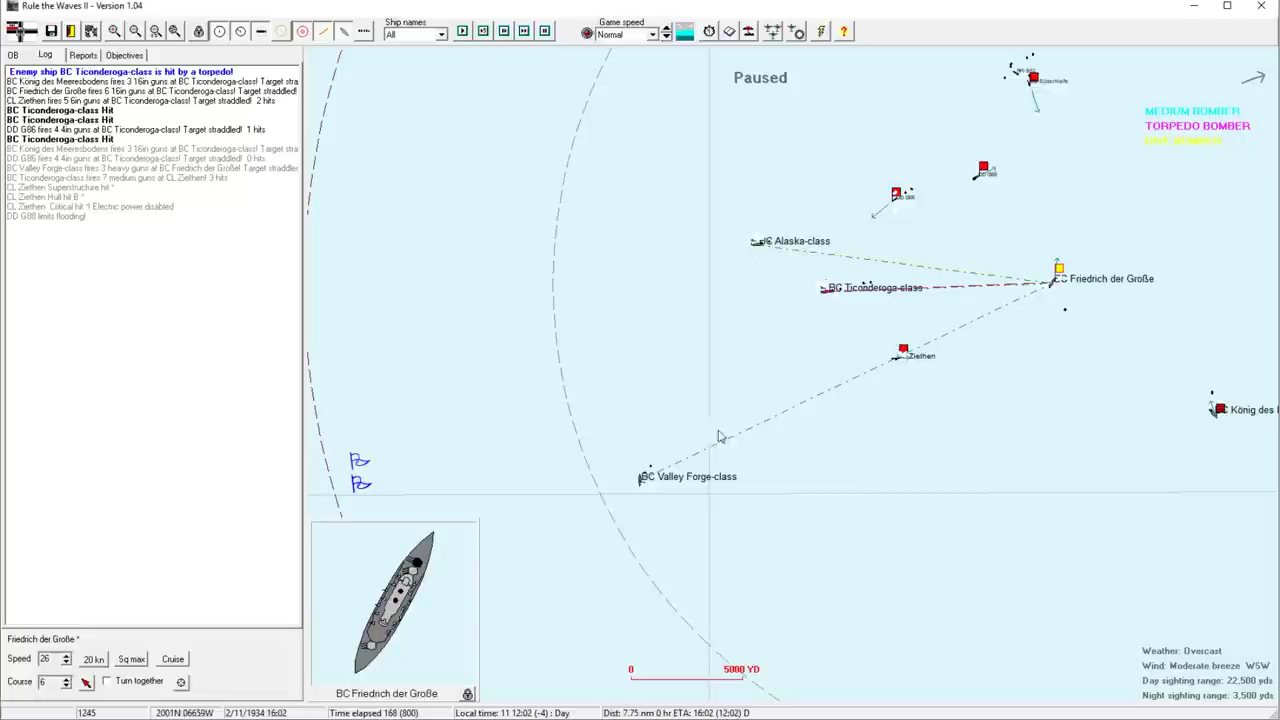 Rule the Waves II - Version 1.04
Ship names
All
Game speed
Normal
OB Log Reports Objectives
Enemy ship BC Ticonderoga-class is hit by a torpedo!
BC König des Meeresbodens fires 3 16in guns at BC Ticonderoga-class! Target stra
BC Friedrich der Große fires 6 16in guns at BC Ticonderoga-class! Target straddled!
CL Ziethen fires 5 6in guns at BC Ticonderoga-class! Target straddled! 2 hits
BC Ticonderoga-class Hit
BC Ticonderoga-class Hit
DD G86 fires 4 4in guns at BC Ticonderoga-class! Target straddled! 1 hits
BC Ticonderoga-class Hit
BC König des Meeresbodens fires 3 16in guns at BC Ticonderoga-class! Target stra
DD G86 fires 4 4in guns at BC Ticonderoga-class! Target straddled! 0 hits
BC Valley Forge-class fires 3 heavy guns at BC Friedrich der Große! Target straddle
BC Ticonderoga-class fires 7 medium guns at CL Ziethen! 3 hits
CL Ziethen Superstructure hit *
CL Ziethen Hull hit B *
CL Ziethen Critical hit *! Electric power disabled
DD G88 limits flooding!
Paused
MEDIUM BOMBER
TORPEDO BOMBER
DIVE BOMBER
BC Alaska-class
BC Ticonderoga-class
BC Friedrich der Große
Ziethen
BC König des
BC Valley Forge-class
BC Friedrich der Große
0 5000 YD
Weather: Overcast
Wind: Moderate breeze WSW
Day sighting range: 22,500 yds
Night sighting range: 3,500 yds
Friedrich der Große *
Speed 26 20 kn Sq max Cruise
Course 6 Turn together
1245 2001N 06659W 2/11/1934 16:02 Time elapsed 168 (800) Local time: 11 12:02 (-4) : Day Dist: 7.75 nm 0 hr ETA: 16:02 (12:02) D